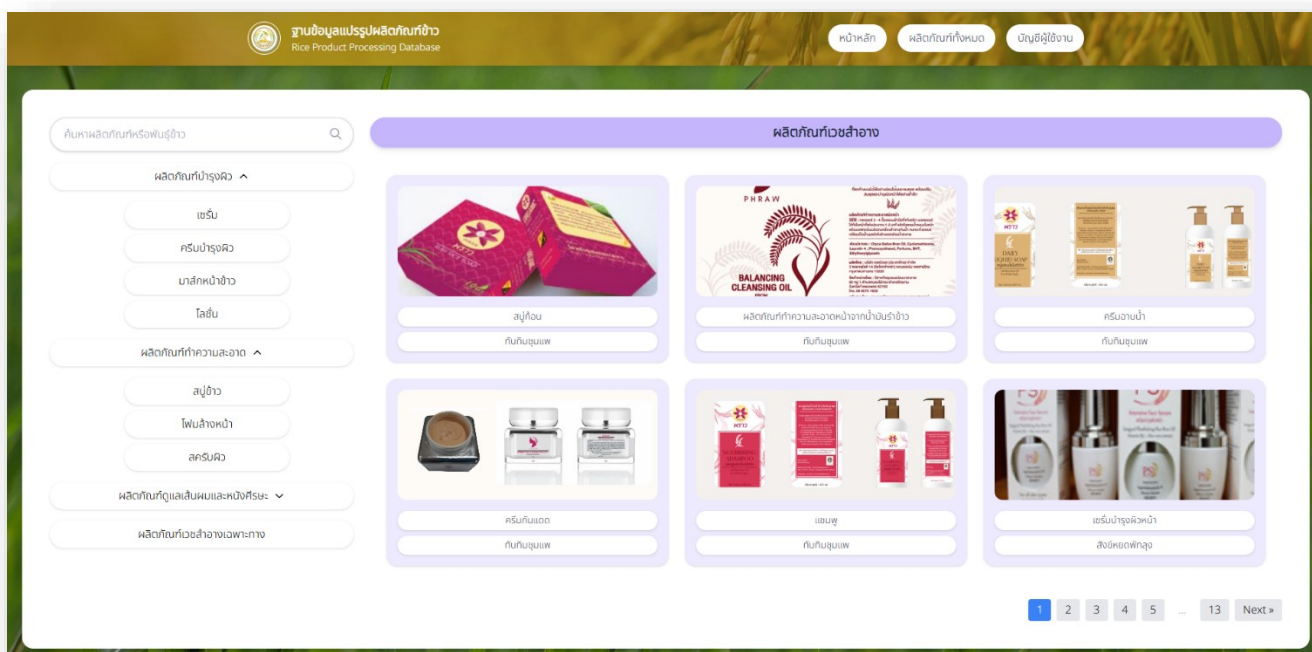 ฐานข้อมูลแปรรูปผลิตภัณฑ์ข้าว
Rice Product Processing Database
หน้าหลัก
ผลิตภัณฑ์ทั้งหมด
บัญชีผู้ใช้งาน
ค้นหาผลิตภัณฑ์หรือพันธุ์ข้าว
ผลิตภัณฑ์บำรุงผิว
เซรั่ม
ครีมบำรุงผิว
มาส์กหน้าข้าว
โลชั่น
ผลิตภัณฑ์ทำความสะอาด
สบู่ข้าว
โฟมล้างหน้า
สครับผิว
ผลิตภัณฑ์ดูแลเส้นผมและหนังศีรษะ
ผลิตภัณฑ์เวชสำอางเฉพาะทาง
ผลิตภัณฑ์เวชสำอาง
PHRAW
BALANCING
CLEANSING OIL
FROM
DAILY
LIQUID SOAP
สบู่ก้อน
ผลิตภัณฑ์ทำความสะอาดหน้าจากน้ำมันรำข้าว
ครีมอาบน้ำ
ทับทิมชุมแพ
ทับทิมชุมแพ
ทับทิมชุมแพ
NOURISHING
SHAMPOO
ครีมกันแดด
แชมพู
เซรั่มบำรุงผิวหน้า
ทับทิมชุมแพ
ทับทิมชุมแพ
สังข์หยดพัทลุง
1 2 3 4 5 ... 13 Next »